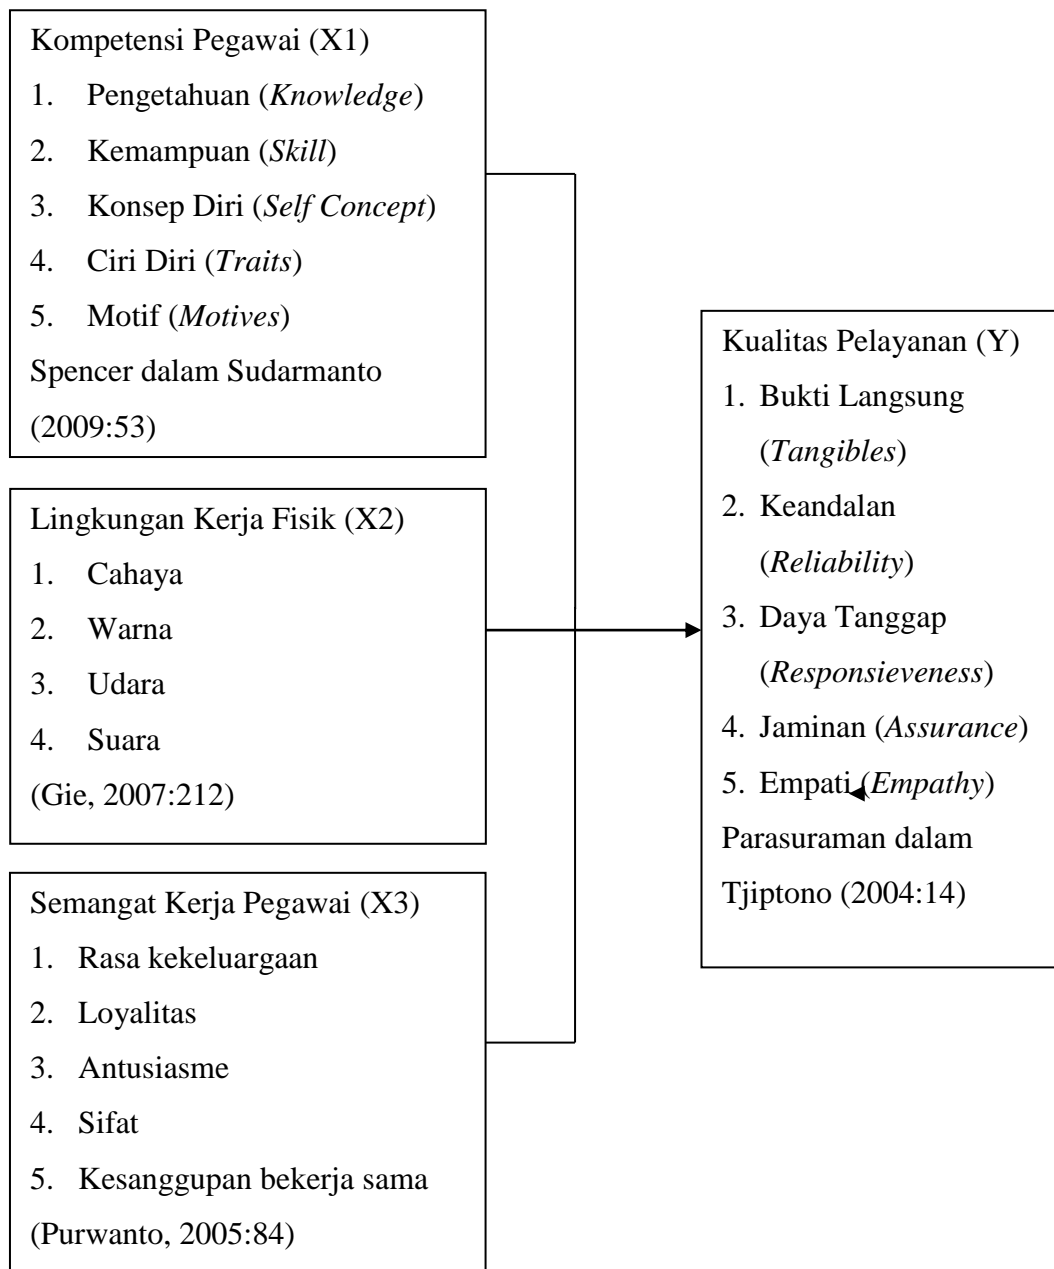 Kompetensi Pegawai (X1)
1. Pengetahuan (Knowledge)
2. Kemampuan (Skill)
3. Konsep Diri (Self Concept)
4. Ciri Diri (Traits)
5. Motif (Motives)
Spencer dalam Sudarmanto
(2009:53)
Lingkungan Kerja Fisik (X2)
1. Cahaya
2. Warna
3. Udara
4. Suara
(Gie, 2007:212)
Semangat Kerja Pegawai (X3)
1. Rasa kekeluargaan
2. Loyalitas
3. Antusiasme
4. Sifat
5. Kesanggupan bekerja sama
(Purwanto, 2005:84)
Kualitas Pelayanan (Y)
1. Bukti Langsung
(Tangibles)
2. Keandalan
(Reliability)
3. Daya Tanggap
(Responsieveness)
4. Jaminan (Assurance)
5. Empati (Empathy)
Parasuraman dalam
Tjiptono (2004:14)